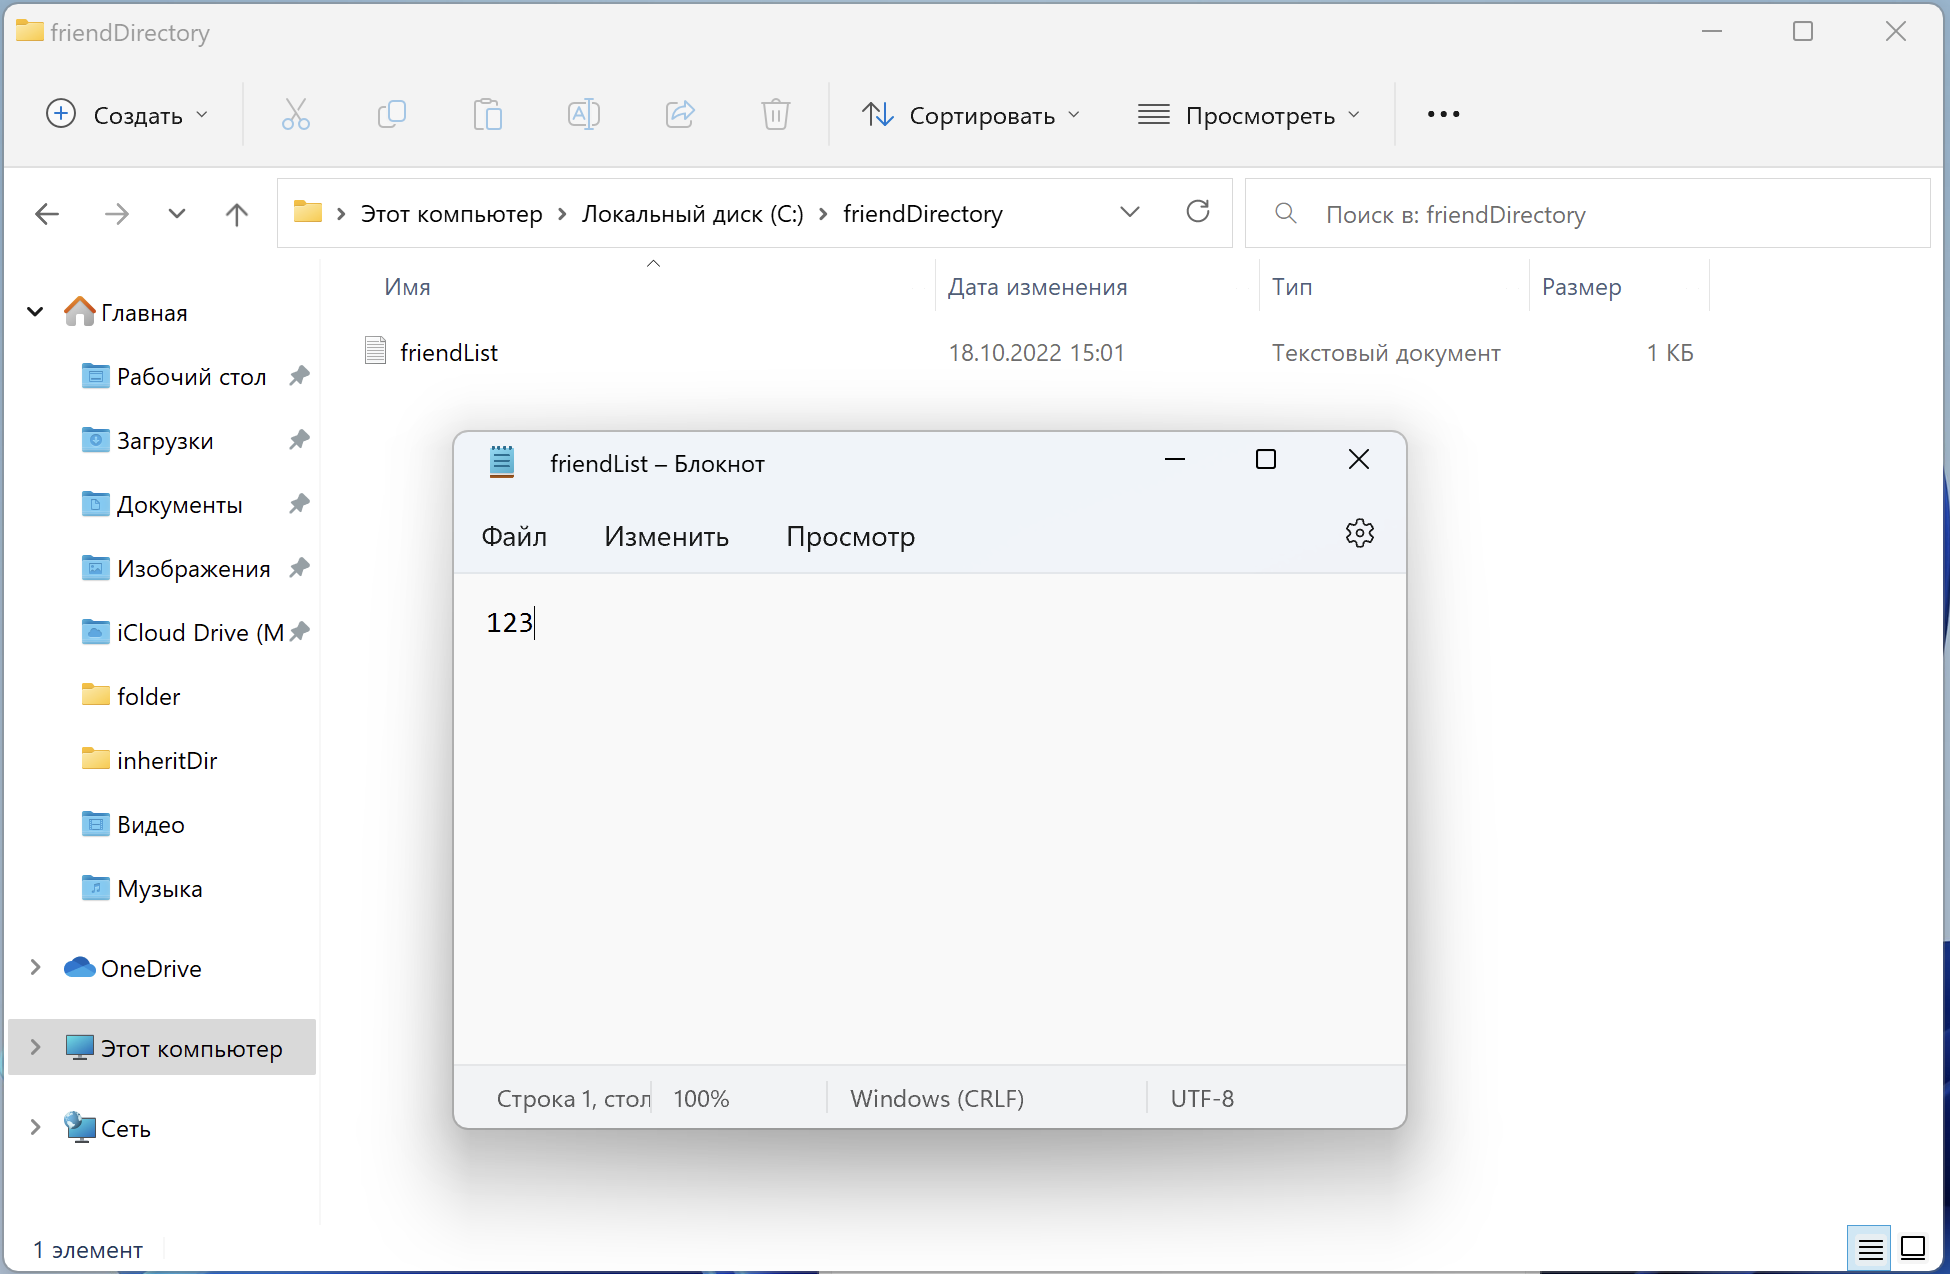 friendDirectory
Создать
Сортировать
Просмотреть
Этот компьютер
Локальный диск (C:)
friendDirectory
Поиск в: friendDirectory
Имя
Дата изменения
Тип
Размер
friendList
18.10.2022 15:01
Текстовый документ
1 КБ
Главная
Рабочий стол
Загрузки
Документы
Изображения
iCloud Drive (M
folder
inheritDir
Видео
Музыка
OneDrive
Этот компьютер
Сеть
1 элемент
friendList – Блокнот
Файл
Изменить
Просмотр
123
Строка 1, стол
100%
Windows (CRLF)
UTF-8